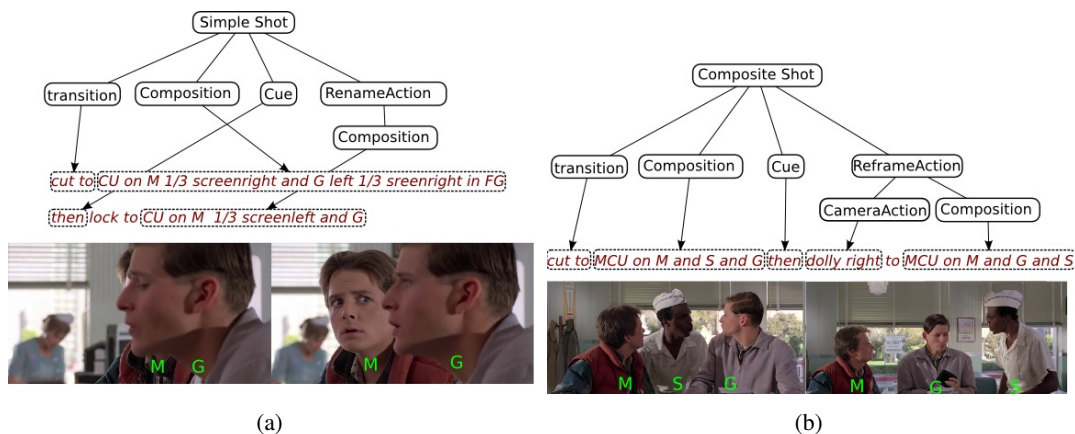 Simple Shot
transition
Composition
Cue
RenameAction
Composition
cut to CU on M 1/3 screenright and G left 1/3 sreenright in FG
then lock to CU on M 1/3 screenleft and G
M G M G
(a)
Composite Shot
transition
Composition
Cue
ReframeAction
CameraAction
Composition
cut to MCU on M and S and G then dolly right to MCU on M and G and S
M S G M G S
(b)